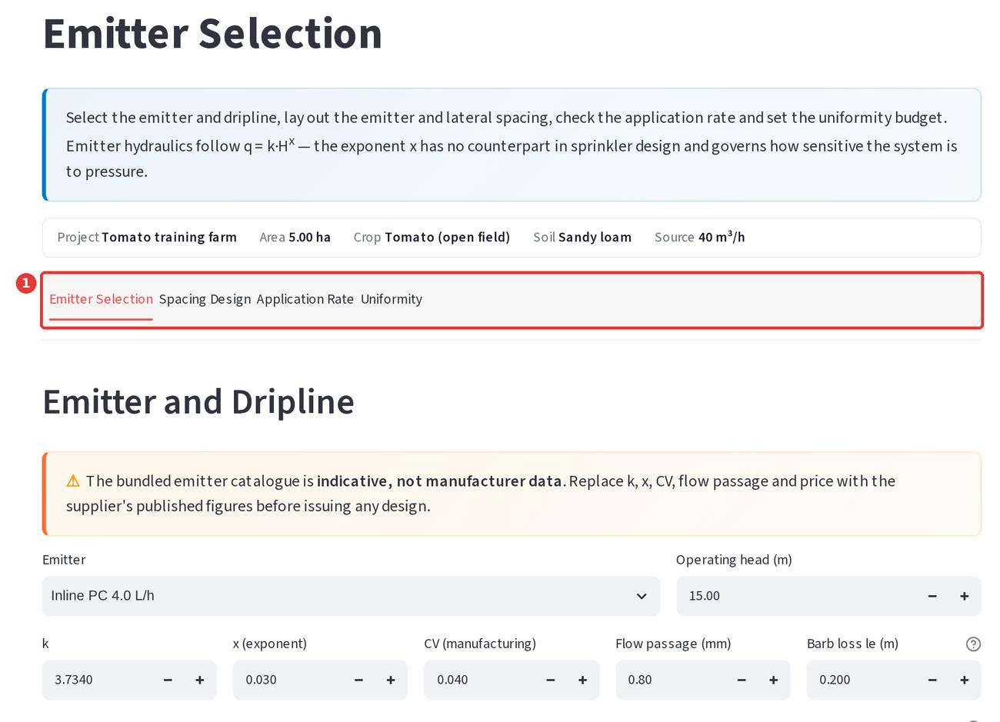 Emitter Selection
Select the emitter and dripline, lay out the emitter and lateral spacing, check the application rate and set the uniformity budget.
Emitter hydraulics follow q = k·Hˣ — the exponent x has no counterpart in sprinkler design and governs how sensitive the system is
to pressure.
Project Tomato training farm Area 5.00 ha Crop Tomato (open field) Soil Sandy loam Source 40 m³/h
1
Emitter Selection Spacing Design Application Rate Uniformity
Emitter and Dripline
⚠ The bundled emitter catalogue is indicative, not manufacturer data. Replace k, x, CV, flow passage and price with the
supplier's published figures before issuing any design.
Emitter Operating head (m)
Inline PC 4.0 L/h 15.00 − +
k x (exponent) CV (manufacturing) Flow passage (mm) Barb loss le (m) ?
3.7340 − + 0.030 − + 0.040 − + 0.80 − + 0.200 − +